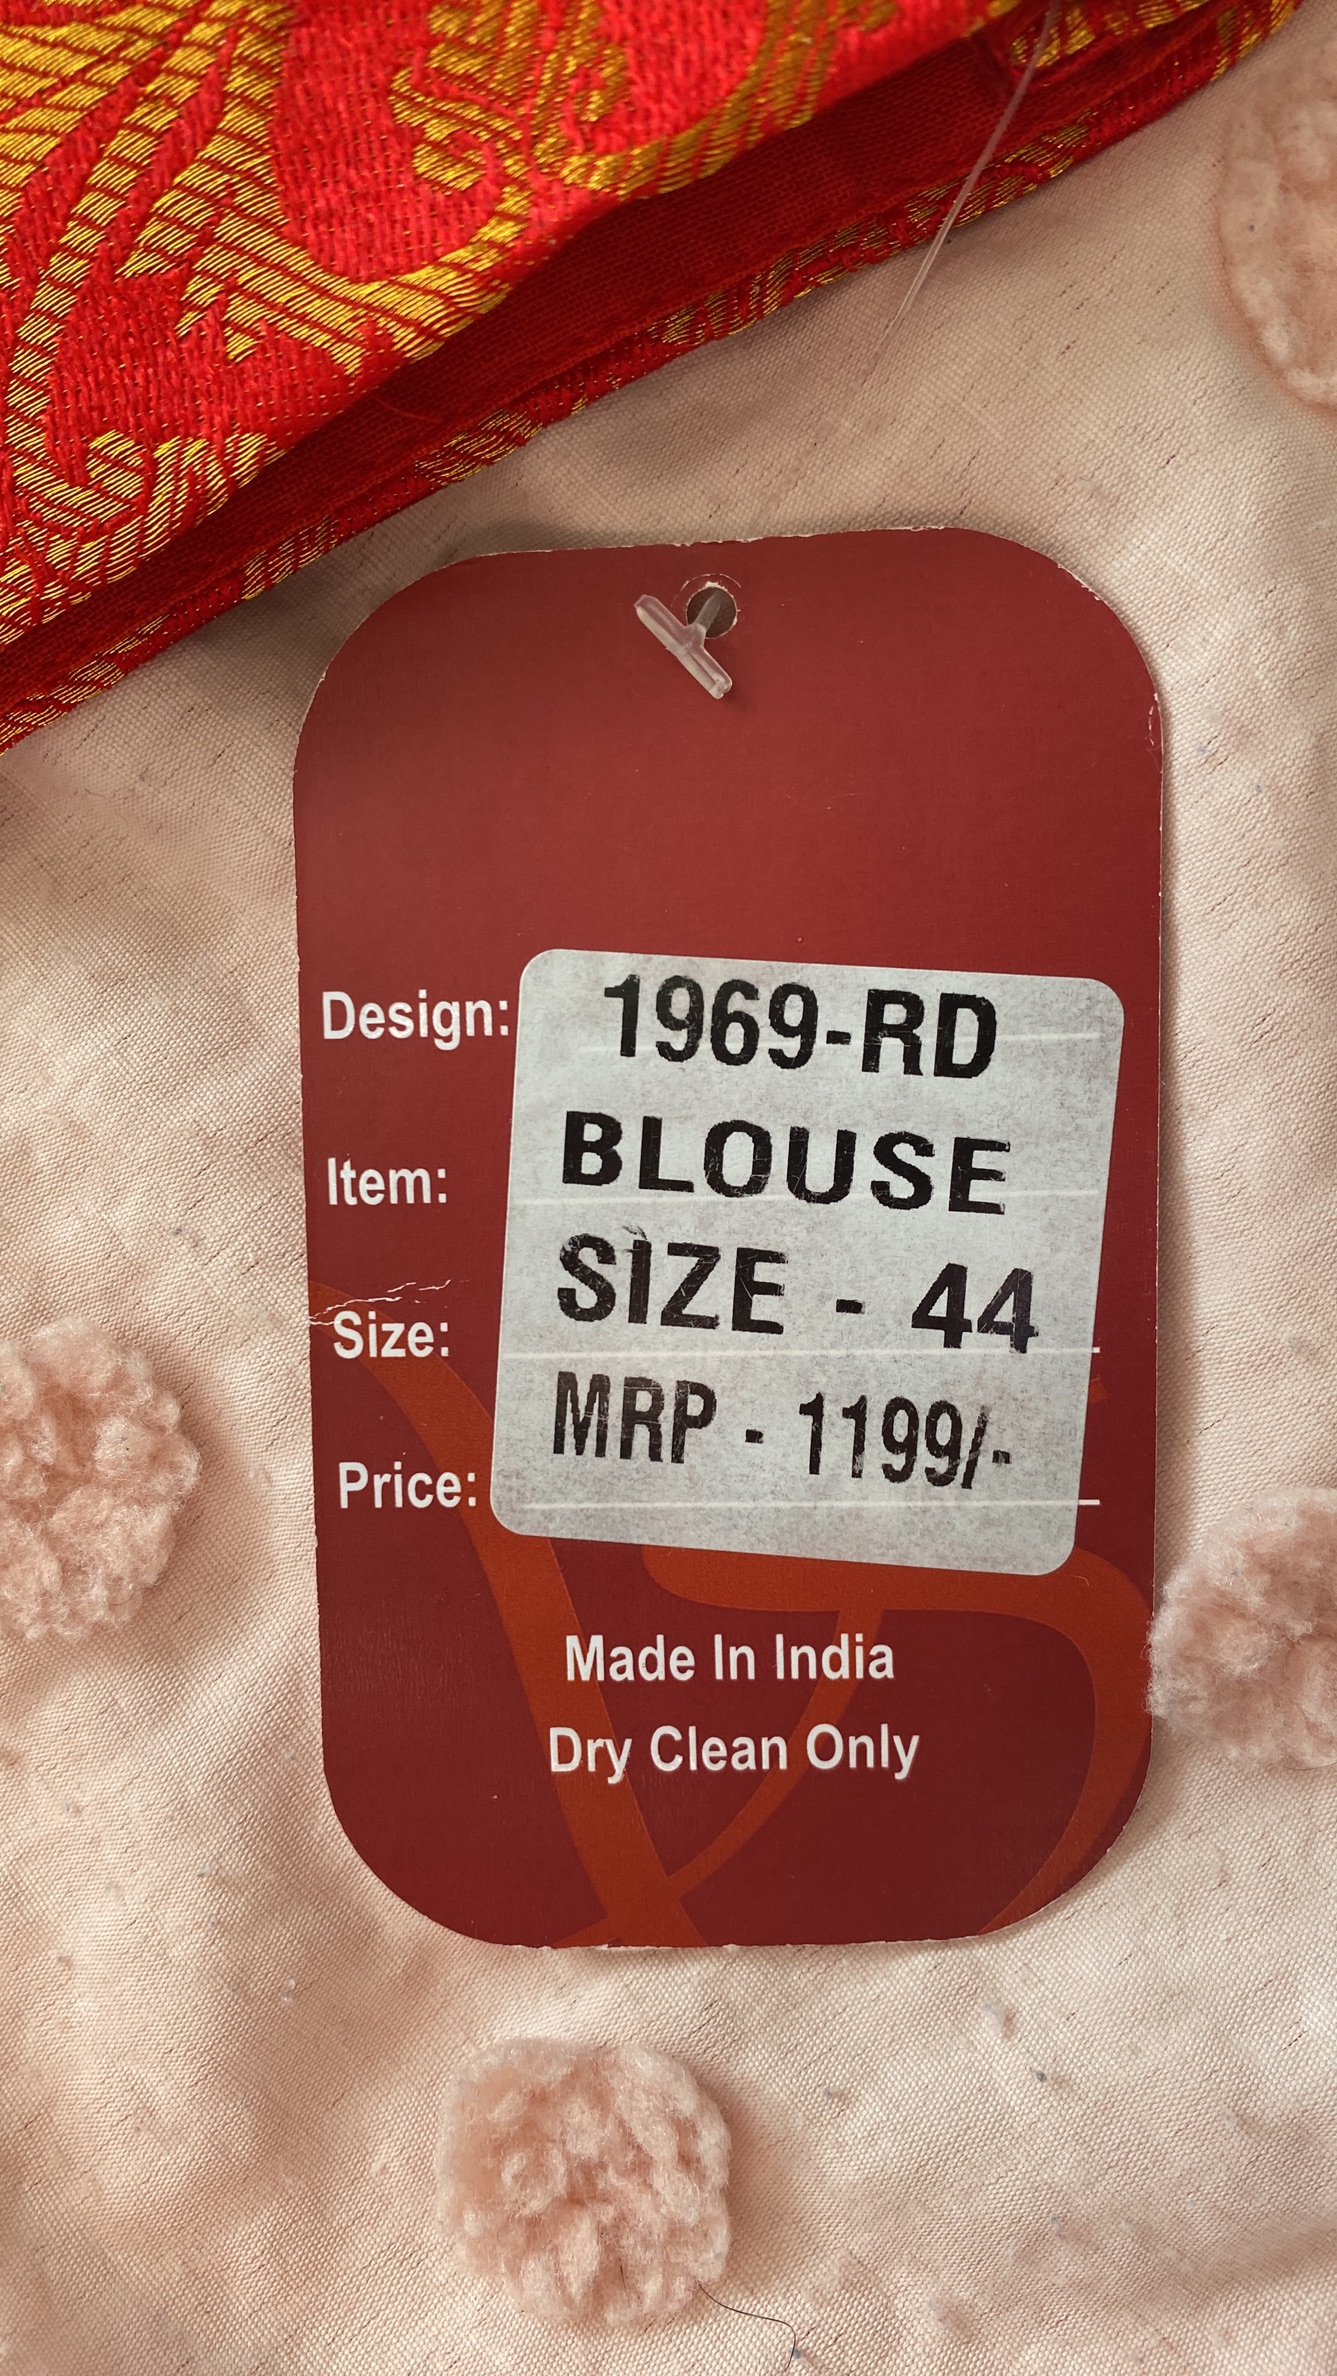 Design: 1969-RD
Item: BLOUSE
Size: SIZE - 44
Price: MRP - 1199/-
Made In India
Dry Clean Only